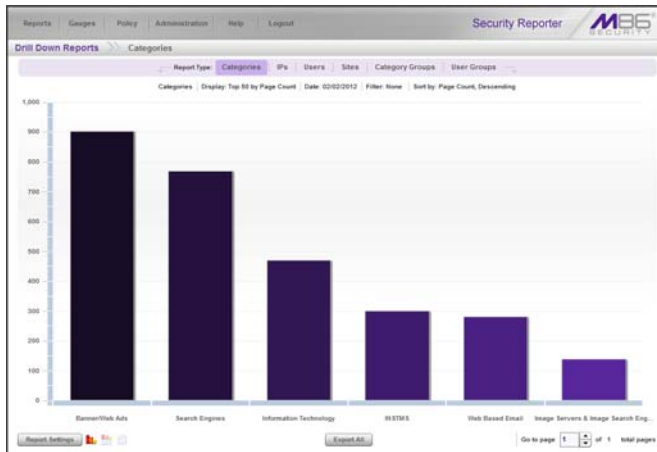 Reports Gauges Policy Administration Help Logout Security Reporter M86 SECURITY
Drill Down Reports Categories
Report Type: Categories IPs Users Sites Category Groups User Groups
Categories Display: Top 50 by Page Count Date: 02/02/2012 Filter: None Sort by: Page Count, Descending
1,000
900
800
700
600
500
400
300
200
100
0
Banner/Web Ads Search Engines Information Technology Web Based Email Image Servers & Image Search Eng...
Report Settings Export All Go to page 1 of 1 total pages